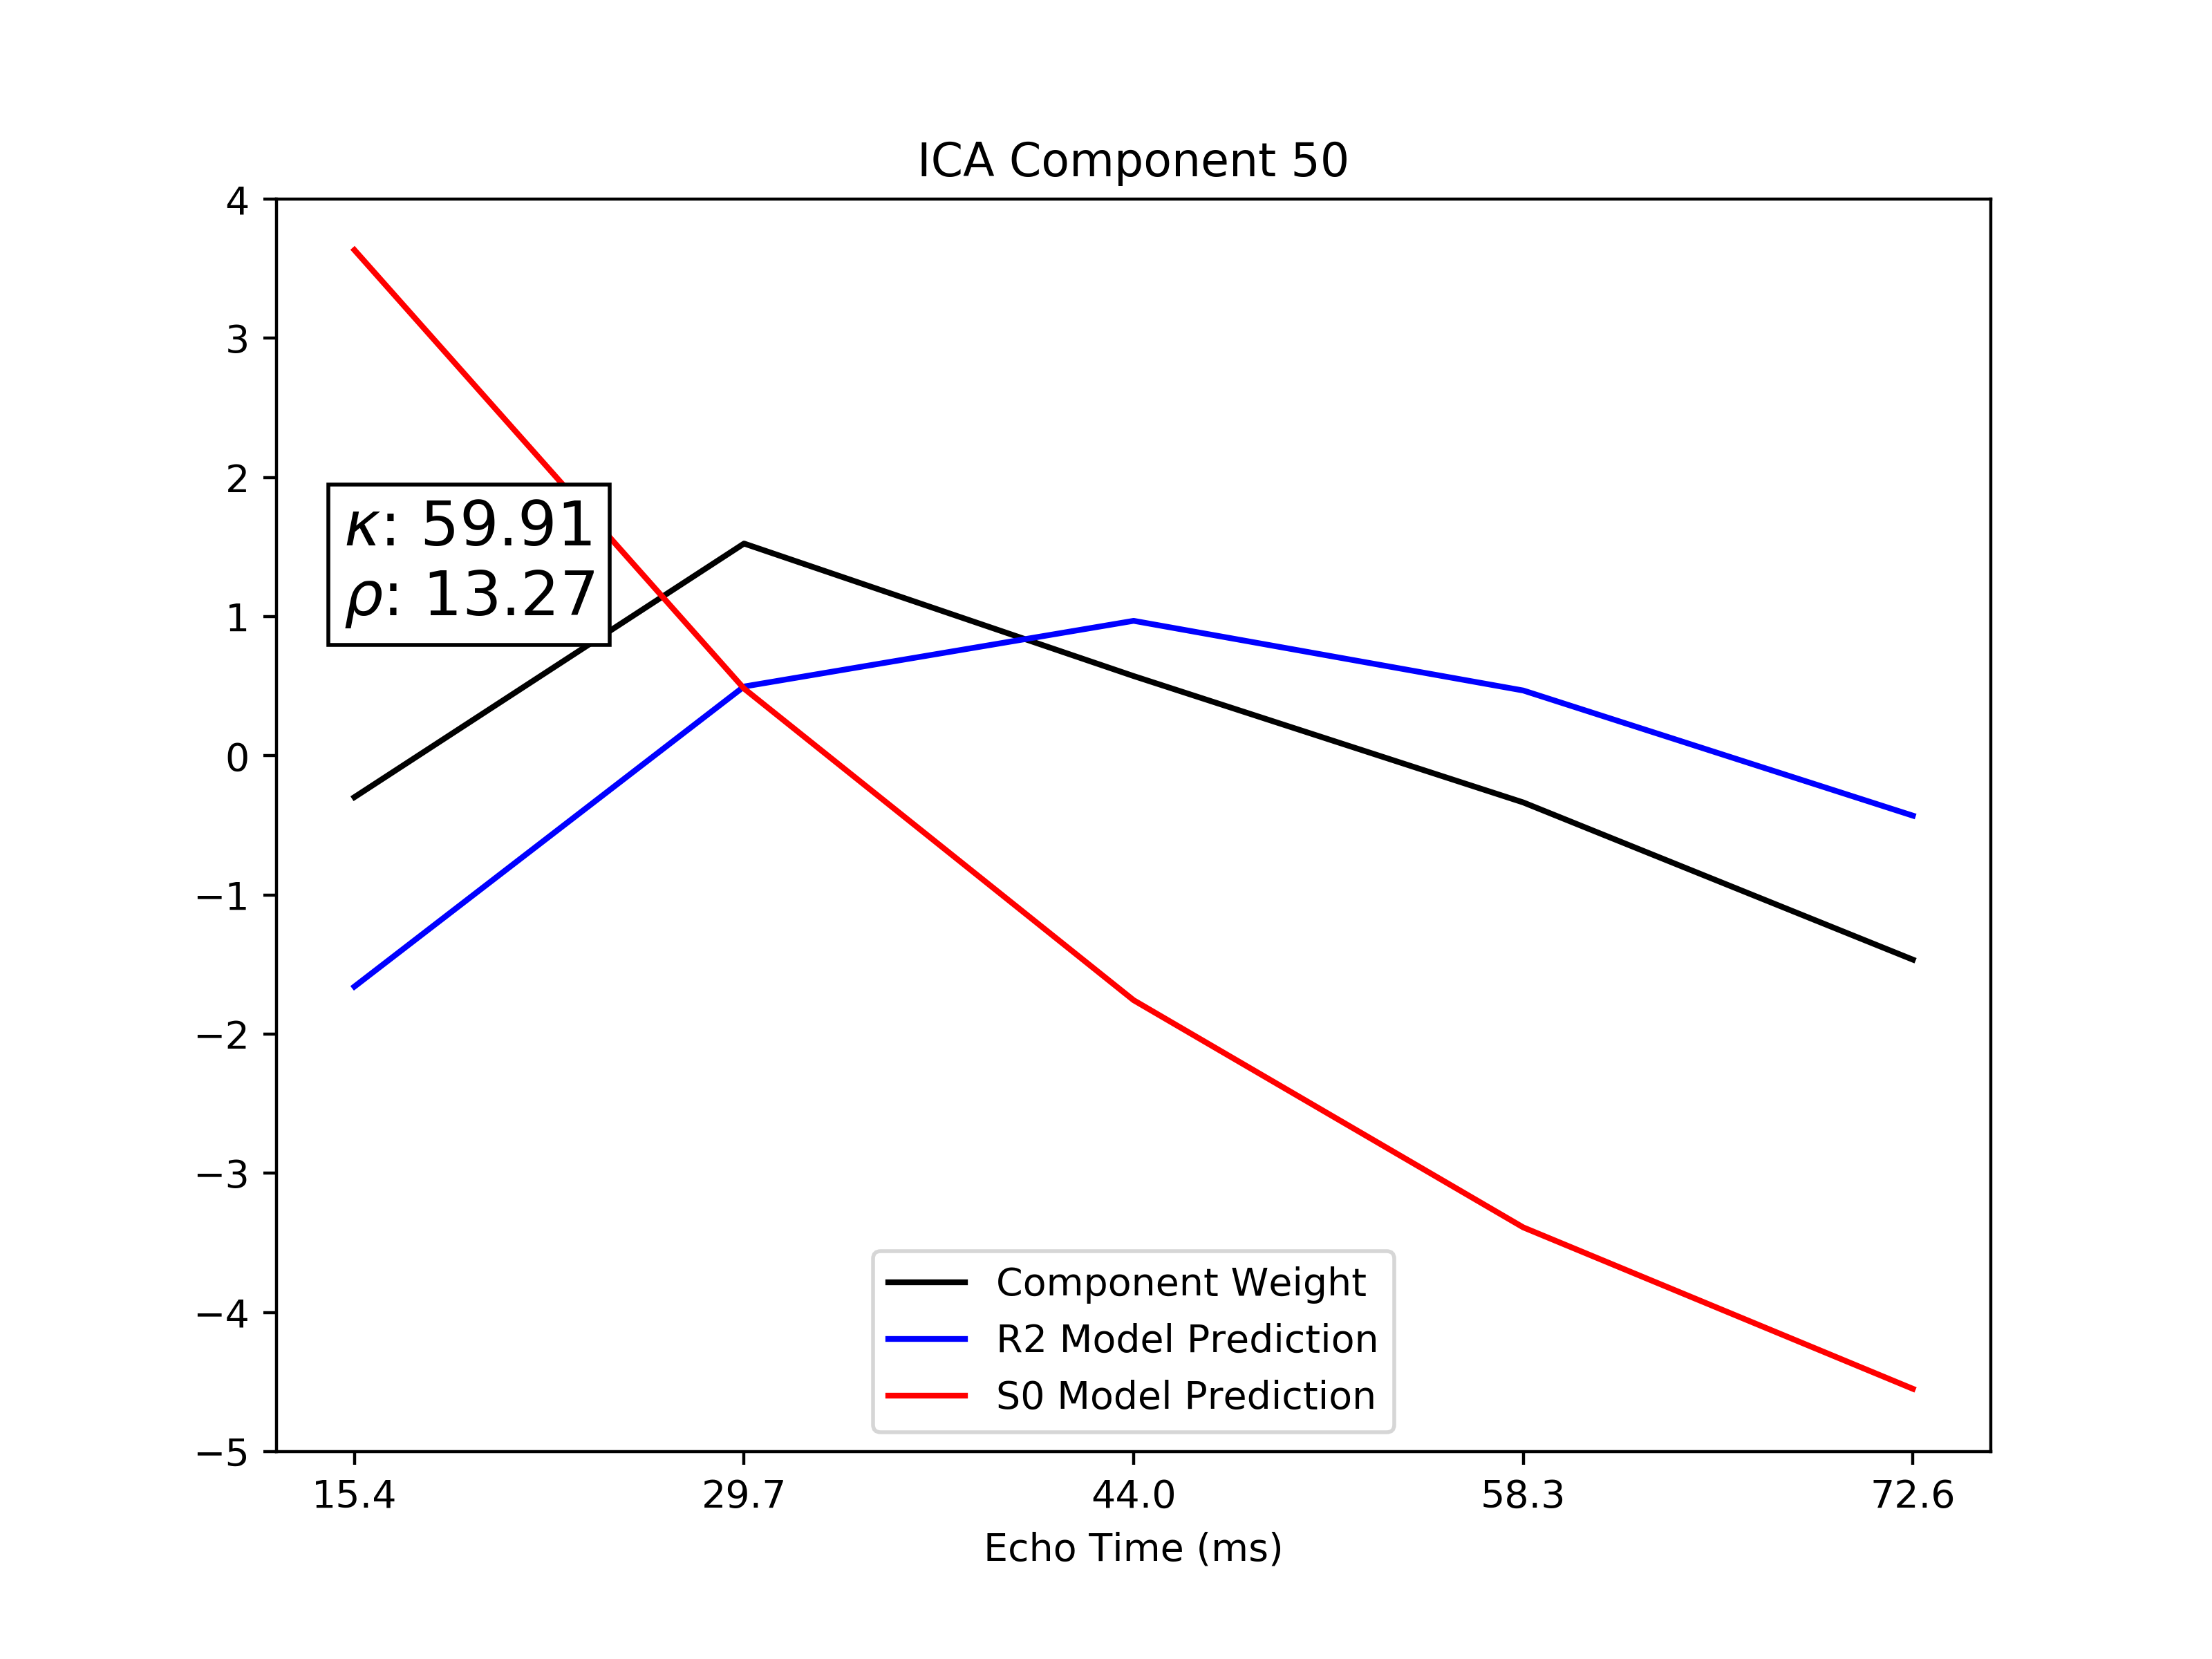 ICA Component 50
4
3
2
1
0
−1
−2
−3
−4
−5
κ: 59.91
ρ: 13.27
Component Weight
R2 Model Prediction
S0 Model Prediction
15.4 29.7 44.0 58.3 72.6
Echo Time (ms)